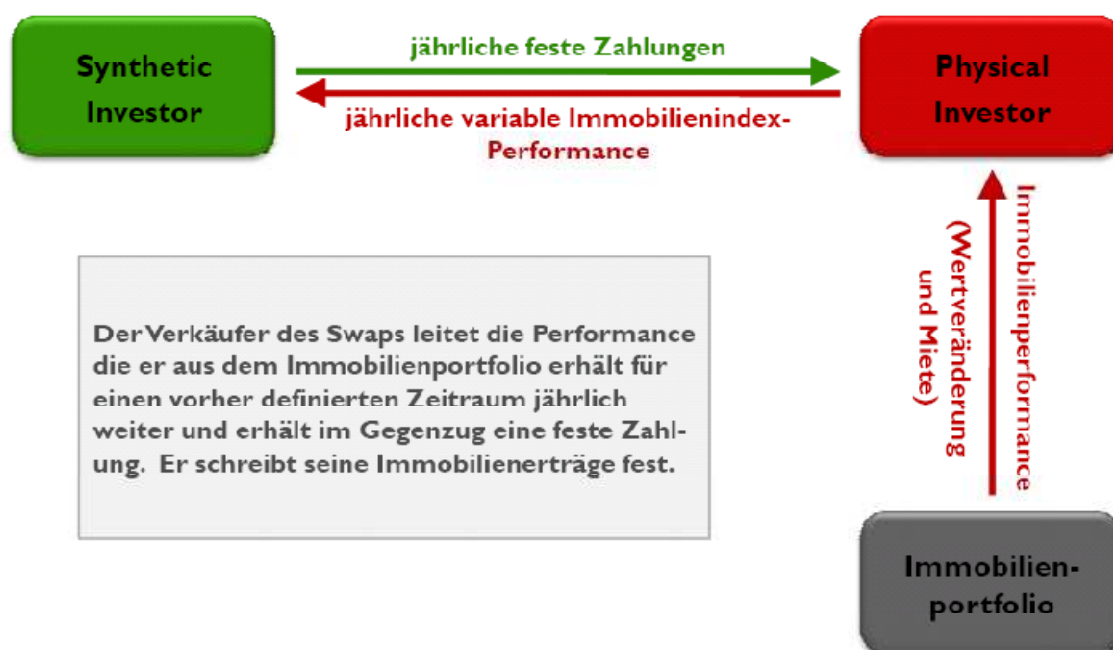 Synthetic
Investor
jährliche feste Zahlungen
jährliche variable Immobilienindex-
Performance
Physical
Investor
Immobilienperformance
(Wertveränderung
und Miete)
Der Verkäufer des Swaps leitet die Performance
die er aus dem Immobilienportfolio erhält für
einen vorher definierten Zeitraum jährlich
weiter und erhält im Gegenzug eine feste Zahl-
ung. Er schreibt seine Immobilienerträge fest.
Immobilien-
portfolio